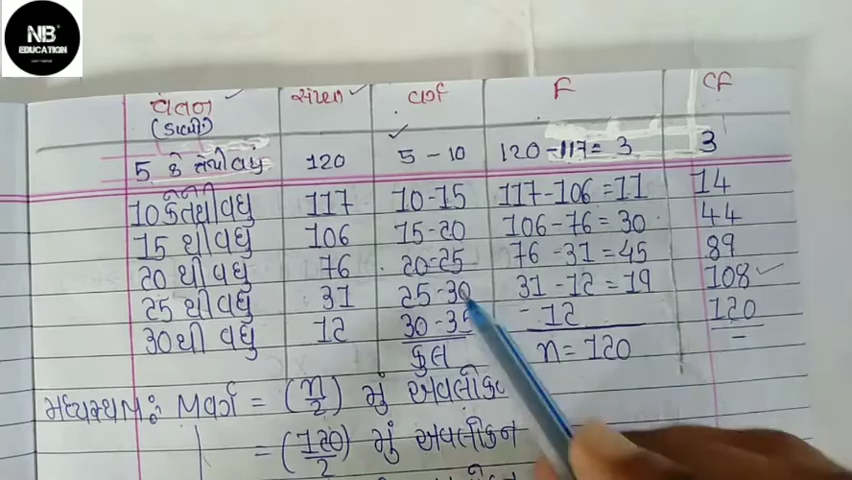 NB
EDUCATION
વેતન સંખ્યા વર્ગ F CF
(ડાબી)
5 કે તેથી વધુ 120 5 - 10 120 - 117 = 3 3
10 કે તેથી વધુ 117 10-15 117-106 = 11 14
15 થી વધુ 106 15-20 106-76 = 30 44
20 થી વધુ 76 20-25 76 - 31 = 45 89
25 થી વધુ 31 25-30 31 - 12 = 19 108
30 થી વધુ 12 30-35 - 12 120
કુલ n = 120
મધ્યસ્થ M: M વર્ગ = (n/2) મું અવલોકન
= (120/2) મું અવલોકન